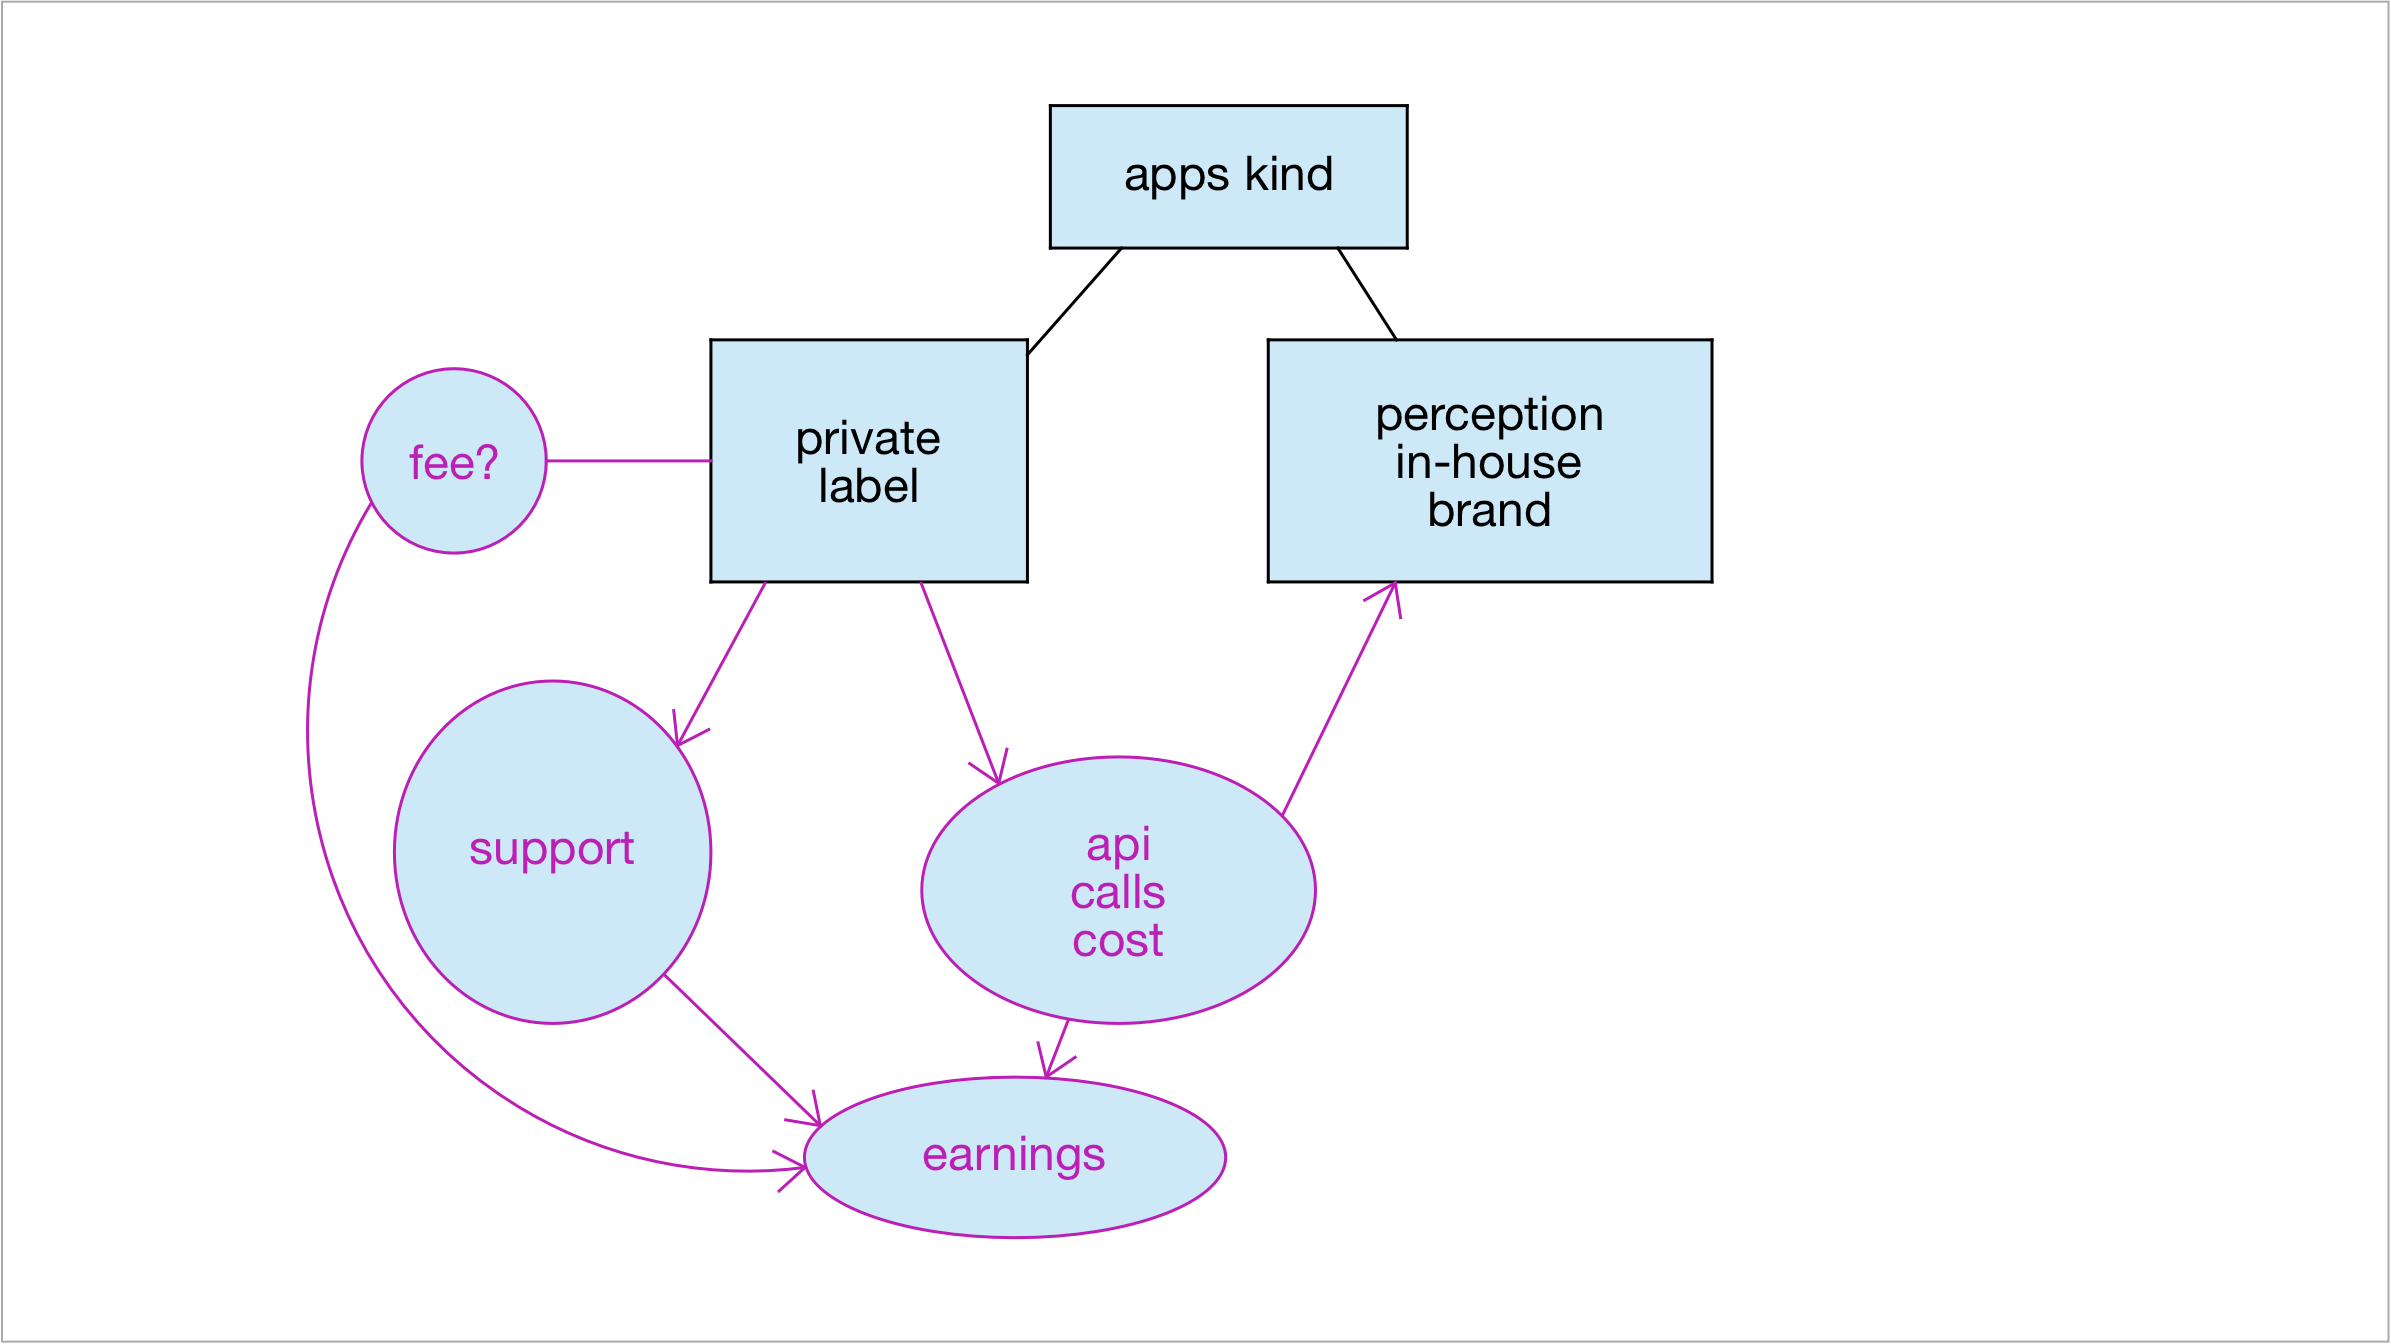 apps kind
private
label
perception
in-house
brand
fee?
support
api
calls
cost
earnings